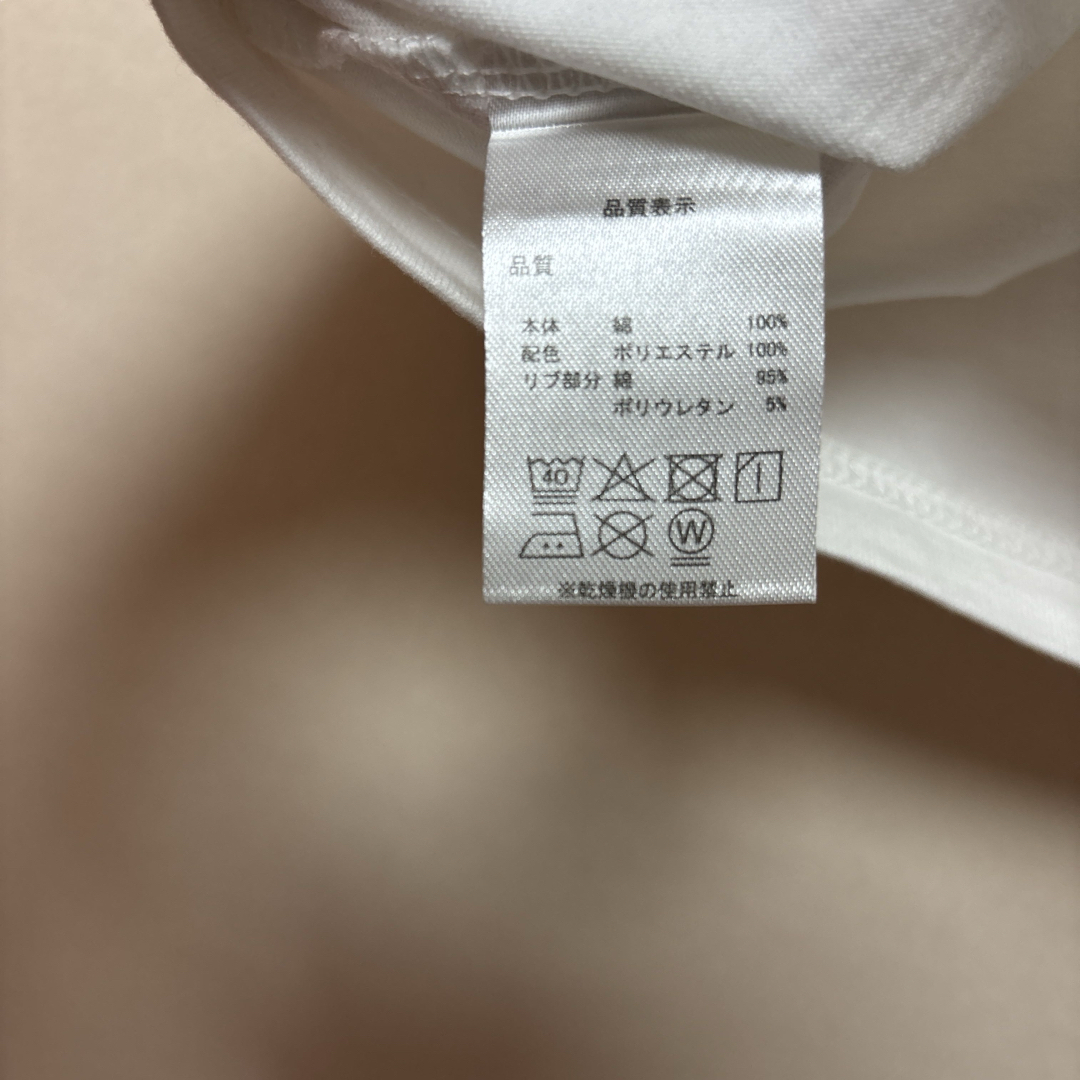 品質表示
品質
本体 綿 100%
配色 ポリエステル 100%
リブ部分 綿 95%
ポリウレタン 5%
40
W
※乾燥機の使用禁止